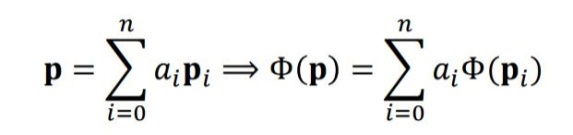 𝐩 = ∑_{i=0}^{n} a_i 𝐩_i ⟹ Φ(𝐩) = ∑_{i=0}^{n} a_i Φ(𝐩_i)